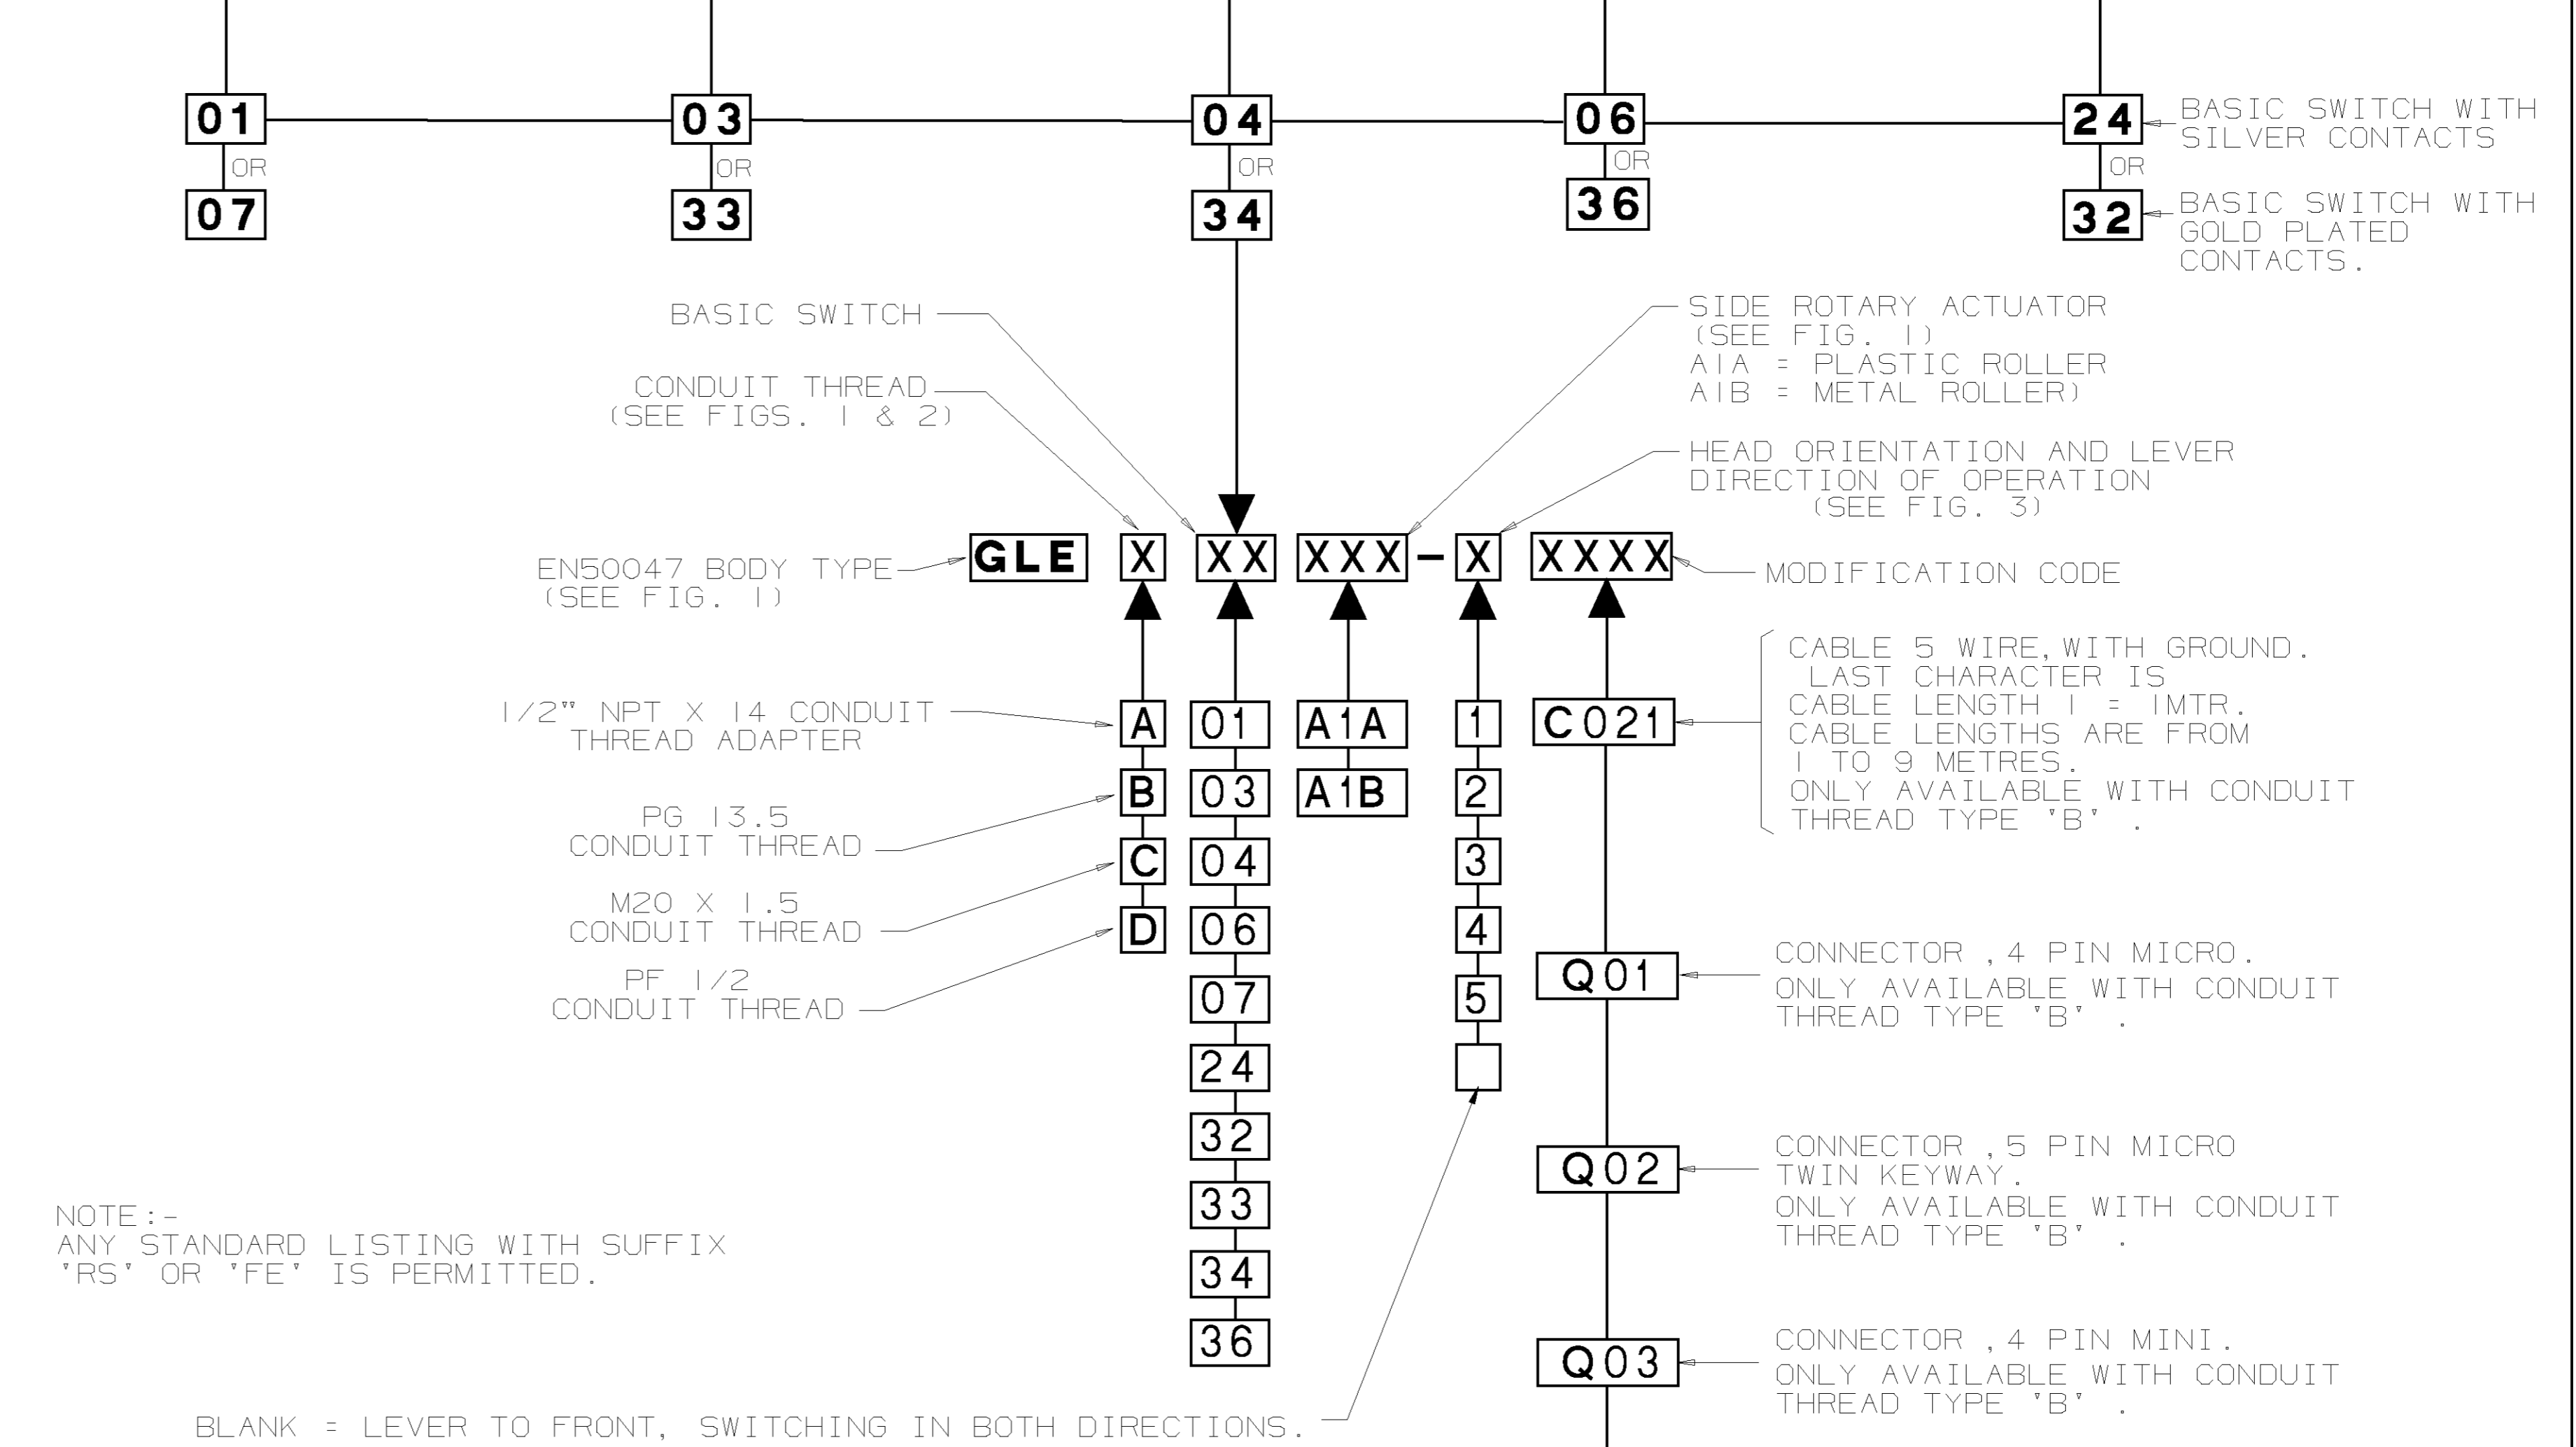 01 03 04 06 24
BASIC SWITCH WITH
SILVER CONTACTS
OR OR OR OR OR
07 33 34 36 32
BASIC SWITCH WITH
GOLD PLATED
CONTACTS.
BASIC SWITCH
CONDUIT THREAD
(SEE FIGS. 1 & 2)
SIDE ROTARY ACTUATOR
(SEE FIG. 1)
A1A = PLASTIC ROLLER
A1B = METAL ROLLER)
HEAD ORIENTATION AND LEVER
DIRECTION OF OPERATION
(SEE FIG. 3)
EN50047 BODY TYPE
(SEE FIG. 1)
GLE X XX XXX-X XXXX
MODIFICATION CODE
1/2" NPT X 14 CONDUIT
THREAD ADAPTER
PG 13.5
CONDUIT THREAD
M20 X 1.5
CONDUIT THREAD
PF 1/2
CONDUIT THREAD
A
B
C
D
01
03
04
06
07
24
32
33
34
36
A1A
A1B
1
2
3
4
5
C021
CABLE 5 WIRE, WITH GROUND.
LAST CHARACTER IS
CABLE LENGTH 1 = 1MTR.
CABLE LENGTHS ARE FROM
1 TO 9 METRES.
ONLY AVAILABLE WITH CONDUIT
THREAD TYPE 'B' .
Q01
CONNECTOR ,4 PIN MICRO.
ONLY AVAILABLE WITH CONDUIT
THREAD TYPE 'B' .
Q02
CONNECTOR ,5 PIN MICRO
TWIN KEYWAY.
ONLY AVAILABLE WITH CONDUIT
THREAD TYPE 'B' .
Q03
CONNECTOR ,4 PIN MINI.
ONLY AVAILABLE WITH CONDUIT
THREAD TYPE 'B' .
NOTE:-
ANY STANDARD LISTING WITH SUFFIX
'RS' OR 'FE' IS PERMITTED.
BLANK = LEVER TO FRONT, SWITCHING IN BOTH DIRECTIONS.